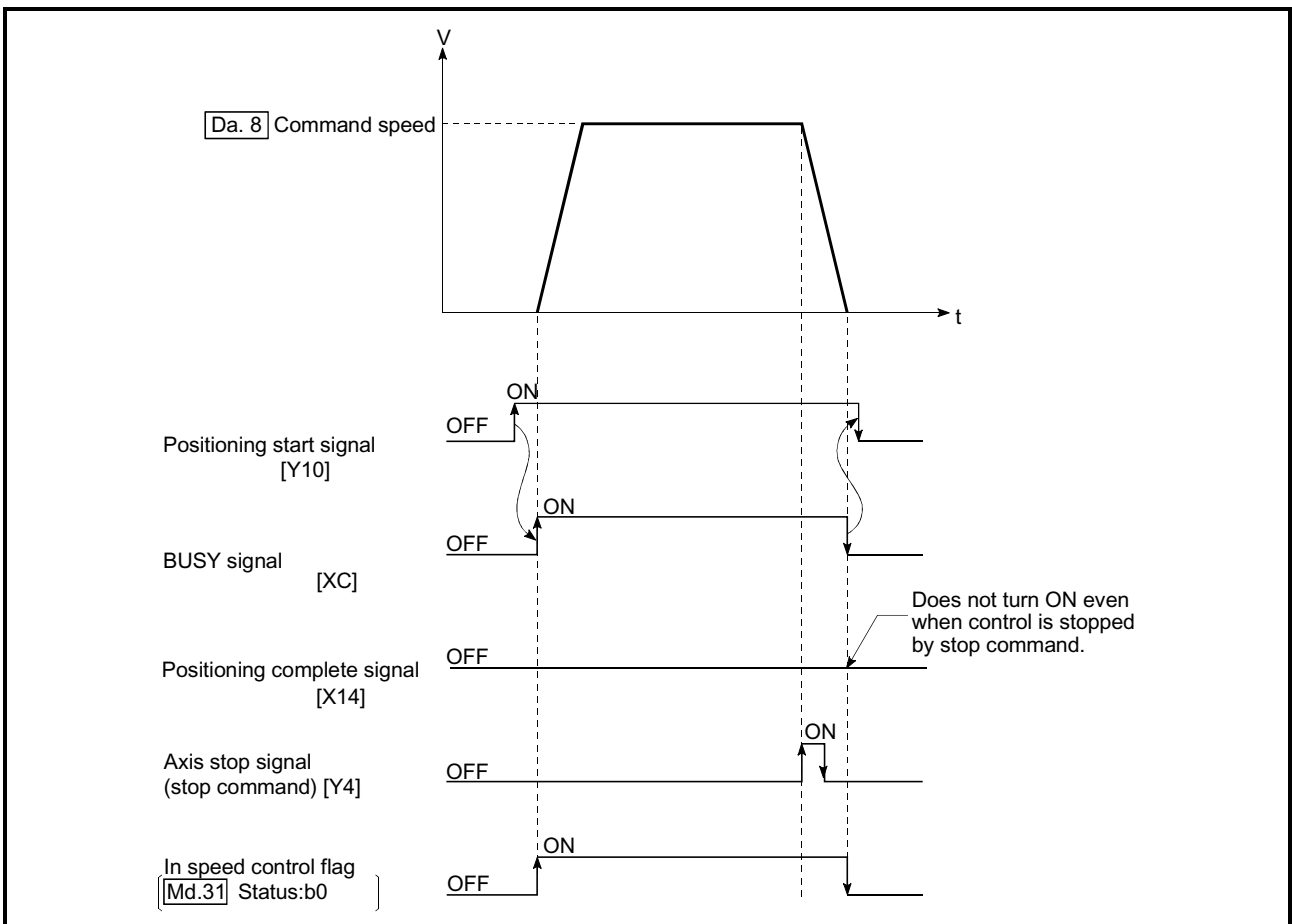 V
Da. 8 Command speed
t
ON
OFF
Positioning start signal
[Y10]
ON
OFF
BUSY signal
[XC]
Does not turn ON even
when control is stopped
by stop command.
OFF
Positioning complete signal
[X14]
ON
Axis stop signal
OFF
(stop command) [Y4]
ON
In speed control flag
OFF
Md.31 Status:b0